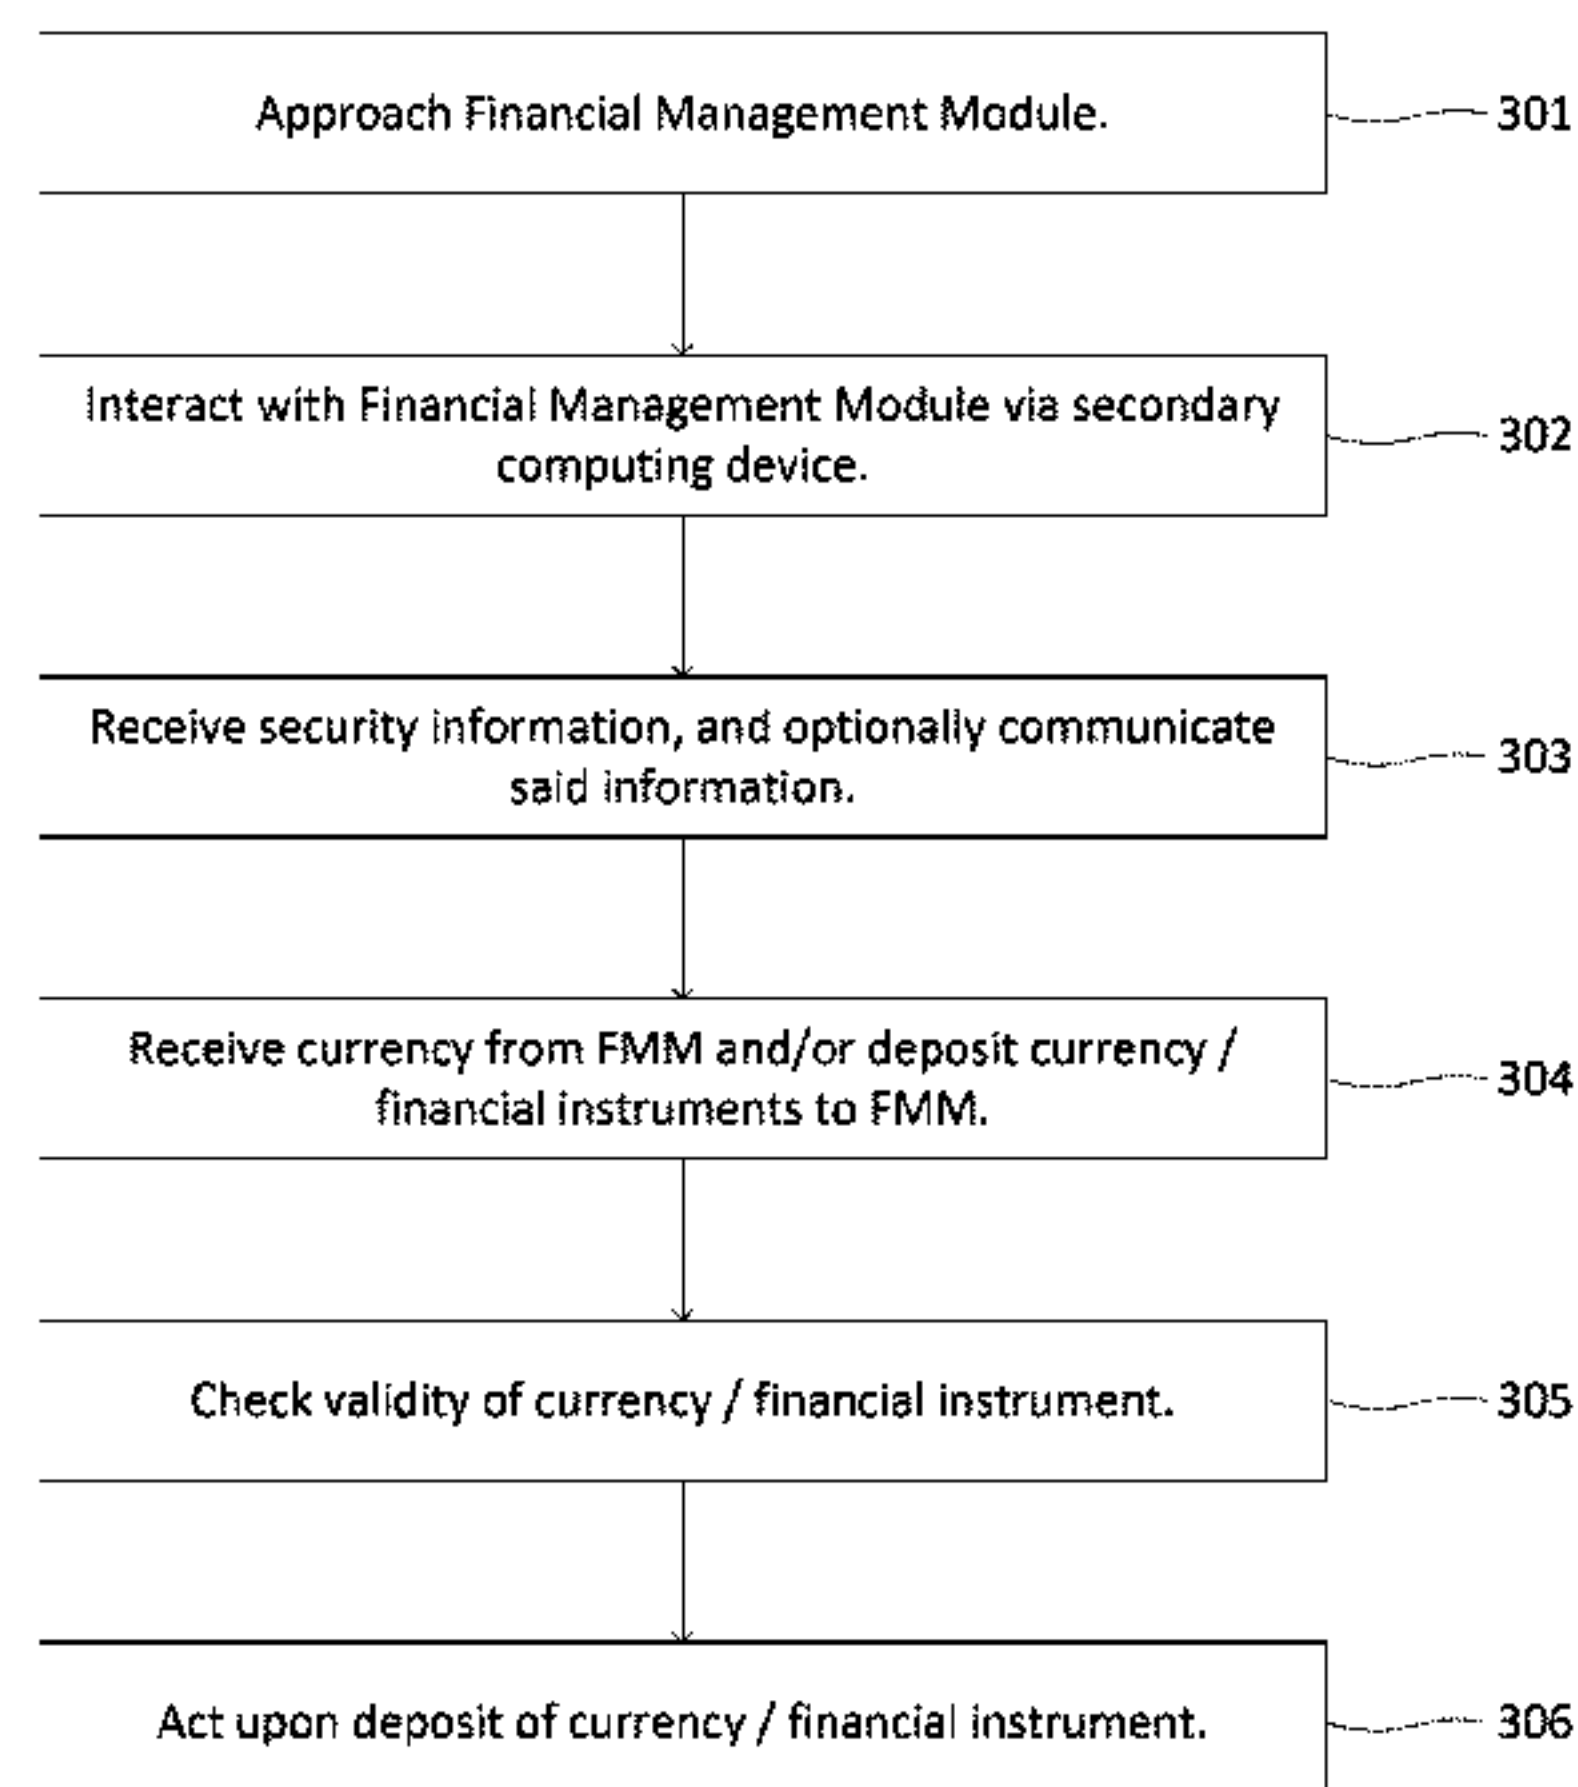 Approach Financial Management Module.
301
Interact with Financial Management Module via secondary
computing device.
302
Receive security information, and optionally communicate
said information.
303
Receive currency from FMM and/or deposit currency /
financial instruments to FMM.
304
Check validity of currency / financial instrument.
305
Act upon deposit of currency / financial instrument.
306